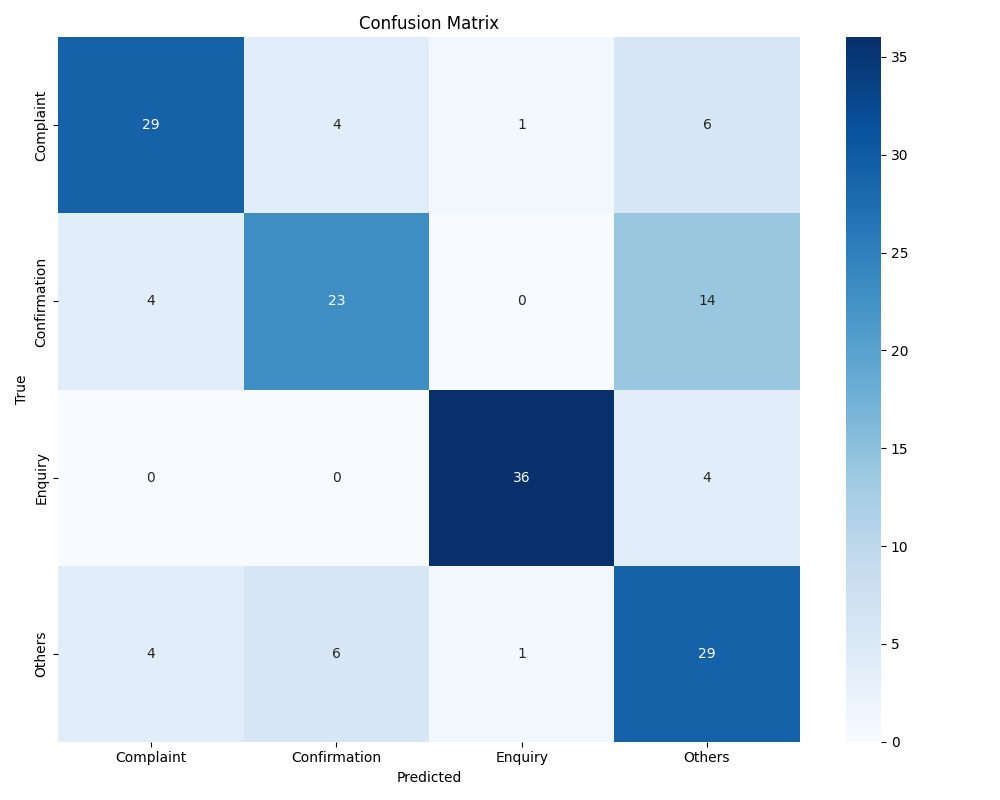 Confusion Matrix
True
Complaint
29 4 1 6
Confirmation
4 23 0 14
Enquiry
0 0 36 4
Others
4 6 1 29
Complaint Confirmation Enquiry Others
Predicted
35
30
25
20
15
10
5
0